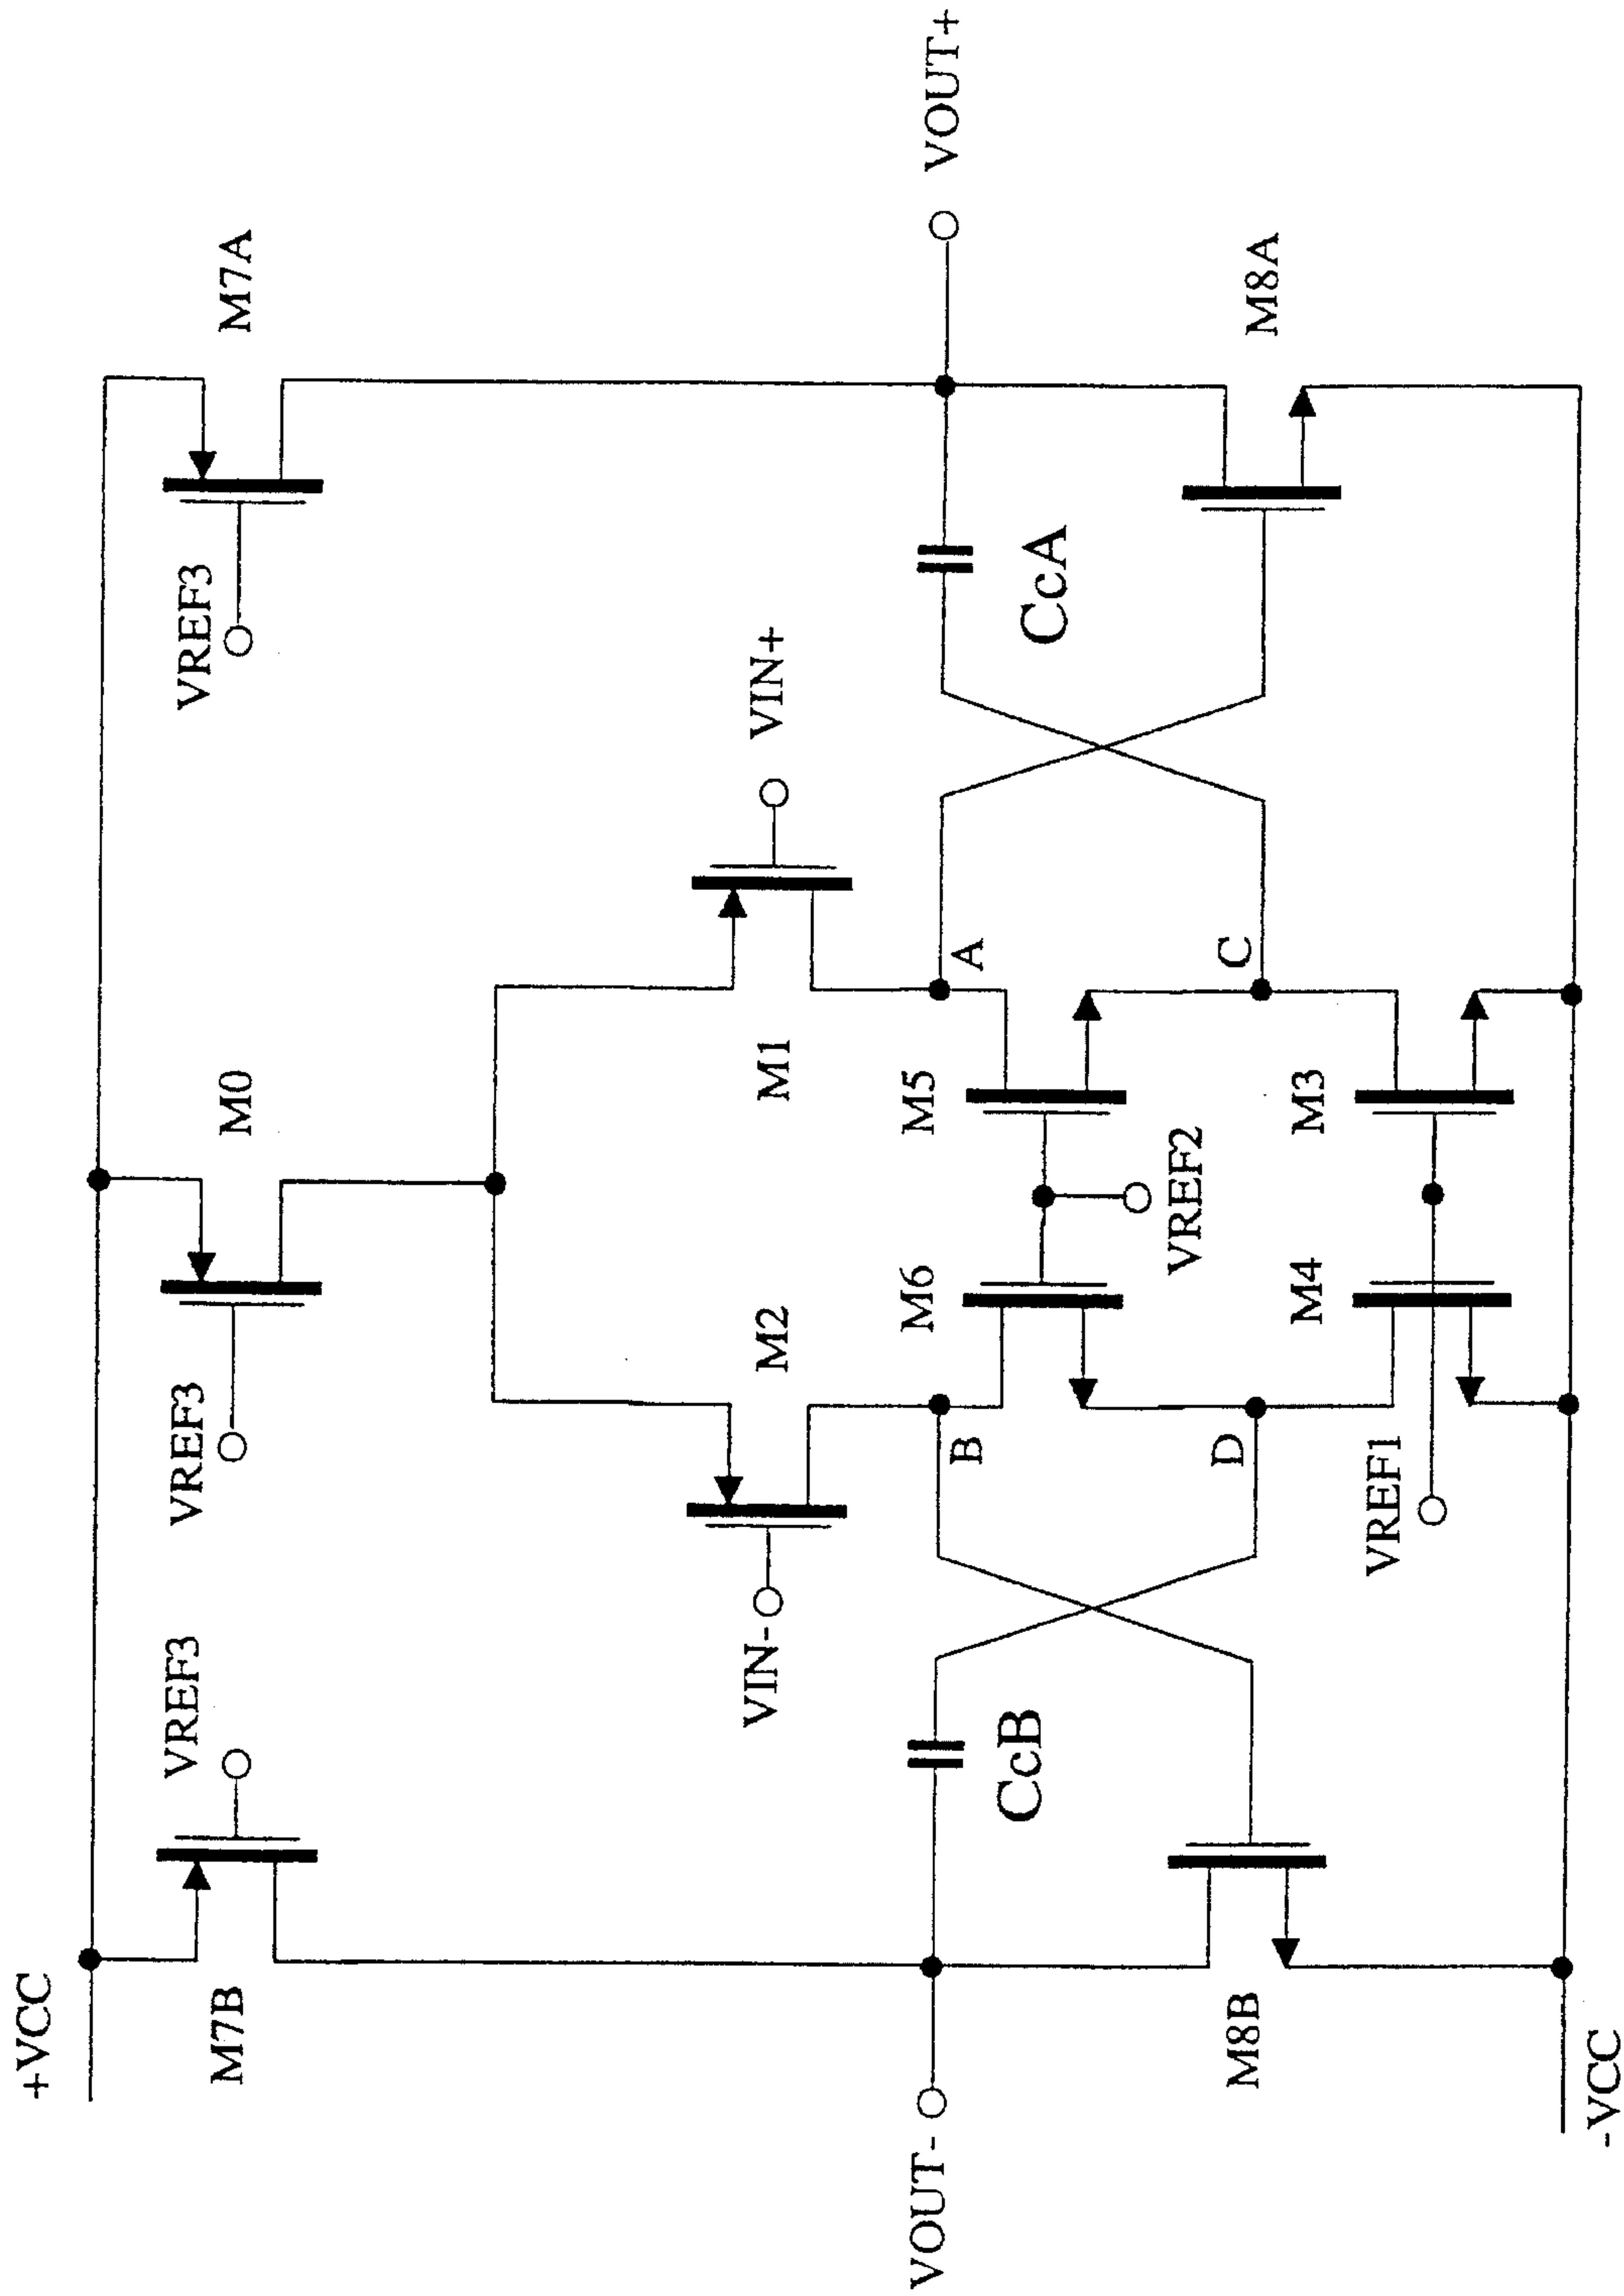 +VCC
M7B
VREF3
VREF3
M0
VREF3
M7A
VIN-
M2
M1
VIN+
VOUT-
CcB
B
M6
M5
A
CcA
VOUT+
VREF2
M8B
D
C
M8A
VREF1
M4
M3
-VCC